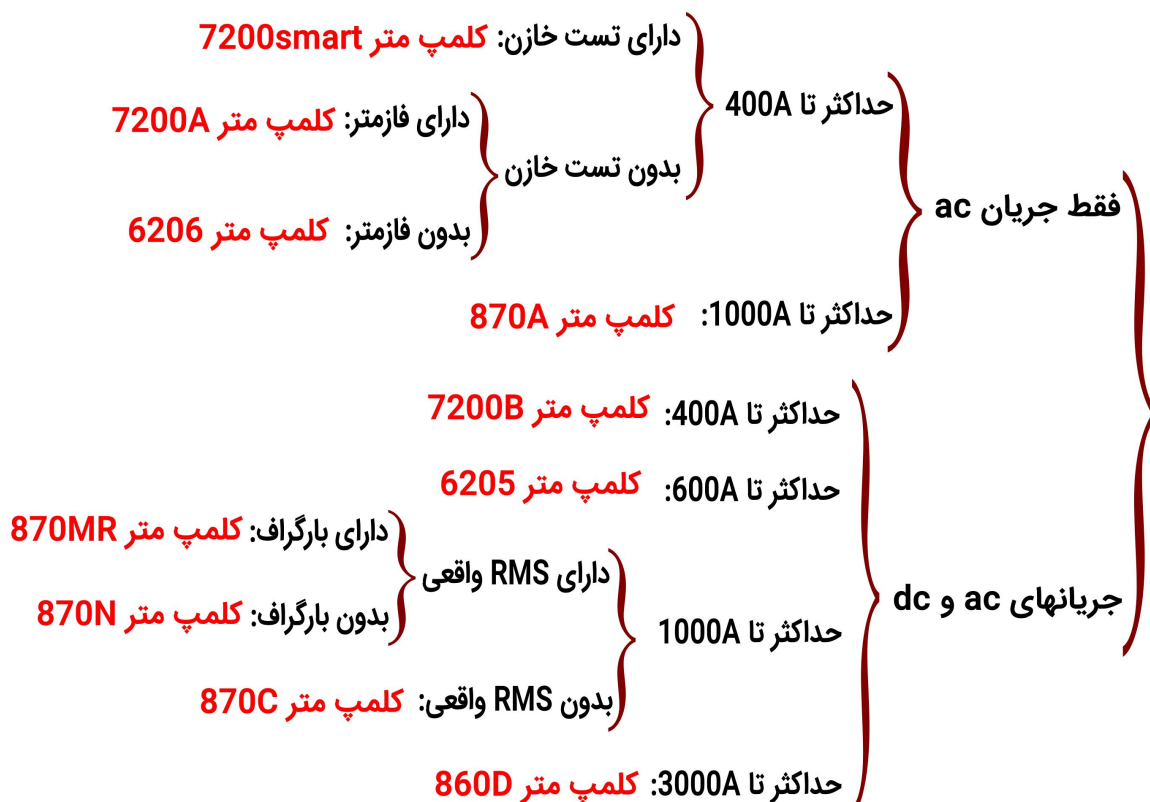 دارای تست خازن: کلمپ متر 7200smart
حداکثر تا 400A
دارای فازمتر: کلمپ متر 7200A
بدون تست خازن
فقط جریان ac
بدون فازمتر: کلمپ متر 6206
حداکثر تا 1000A: کلمپ متر 870A
حداکثر تا 400A: کلمپ متر 7200B
حداکثر تا 600A: کلمپ متر 6205
دارای بارگراف: کلمپ متر 870MR
دارای RMS واقعی
جریانهای ac و dc
بدون بارگراف: کلمپ متر 870N
حداکثر تا 1000A
بدون RMS واقعی: کلمپ متر 870C
حداکثر تا 3000A: کلمپ متر 860D